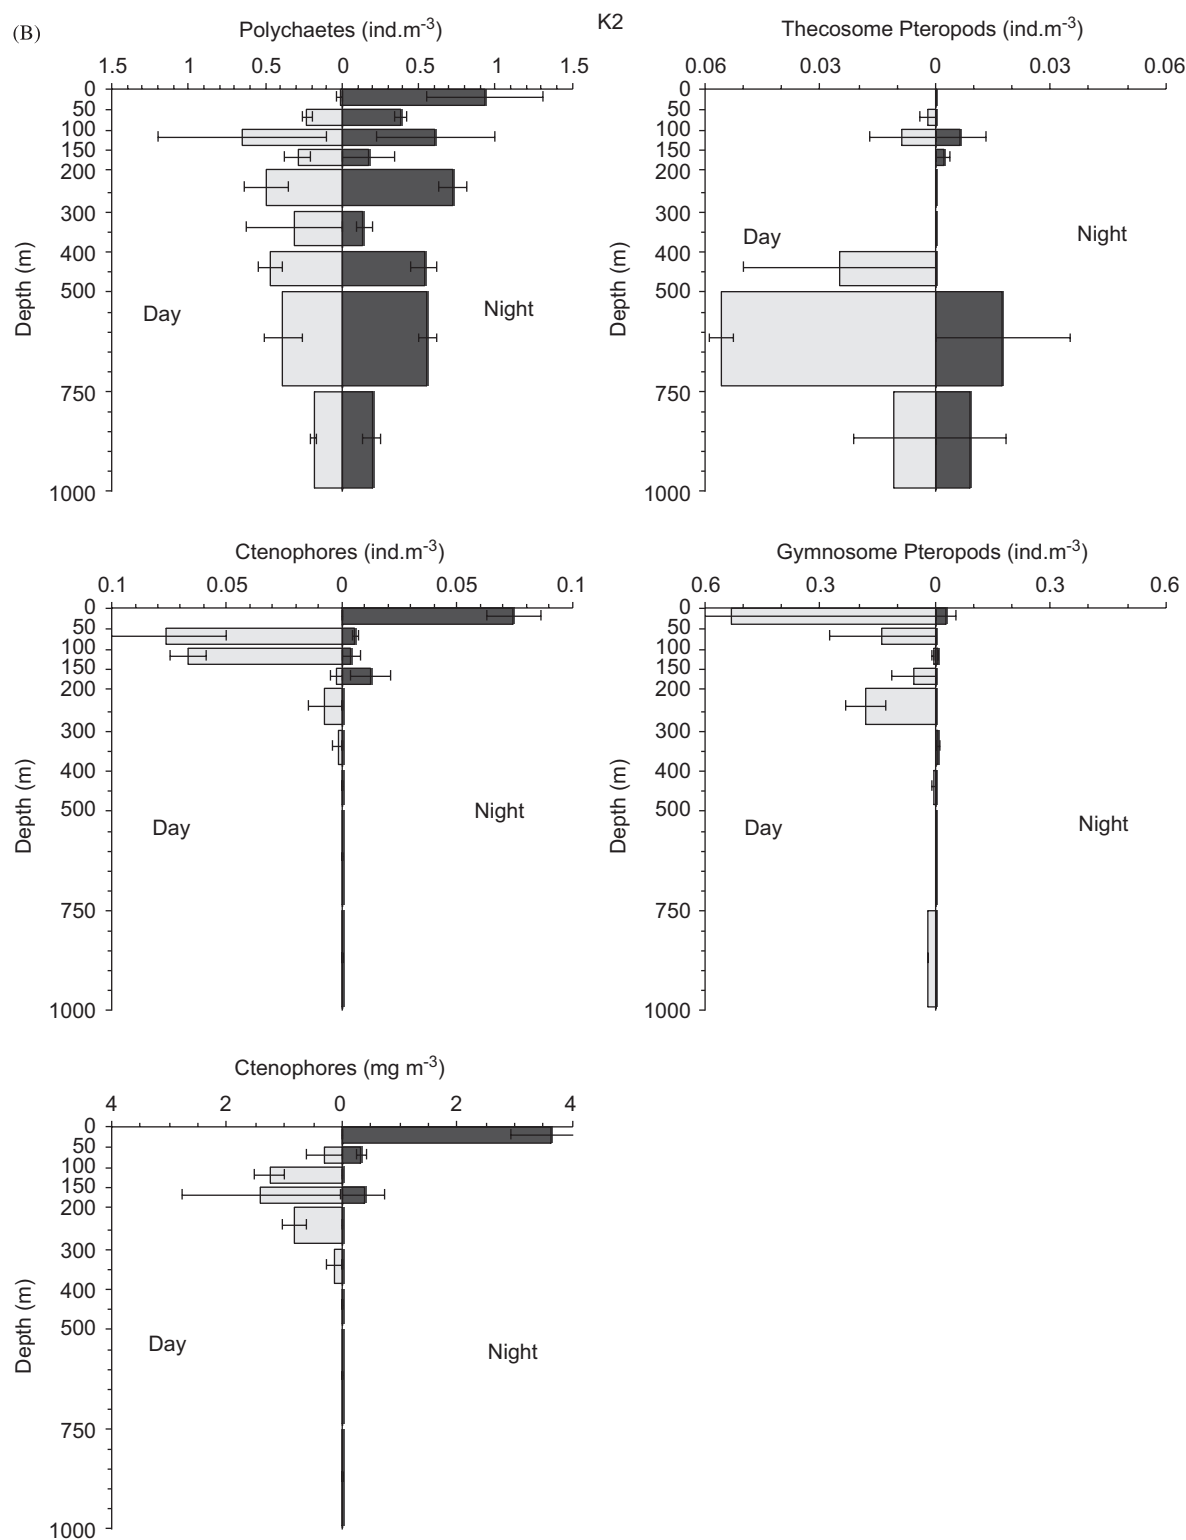 (B)
K2
Polychaetes (ind.m-3)
1.5 1 0.5 0 0.5 1 1.5
0
50
100
150
200
300
400
500
750
1000
Depth (m)
Day
Night
Thecosome Pteropods (ind.m-3)
0.06 0.03 0 0.03 0.06
0
50
100
150
200
300
400
500
750
1000
Depth (m)
Day
Night
Ctenophores (ind.m-3)
0.1 0.05 0 0.05 0.1
0
50
100
150
200
300
400
500
750
1000
Depth (m)
Day
Night
Gymnosome Pteropods (ind.m-3)
0.6 0.3 0 0.3 0.6
0
50
100
150
200
300
400
500
750
1000
Depth (m)
Day
Night
Ctenophores (mg m-3)
4 2 0 2 4
0
50
100
150
200
300
400
500
750
1000
Depth (m)
Day
Night